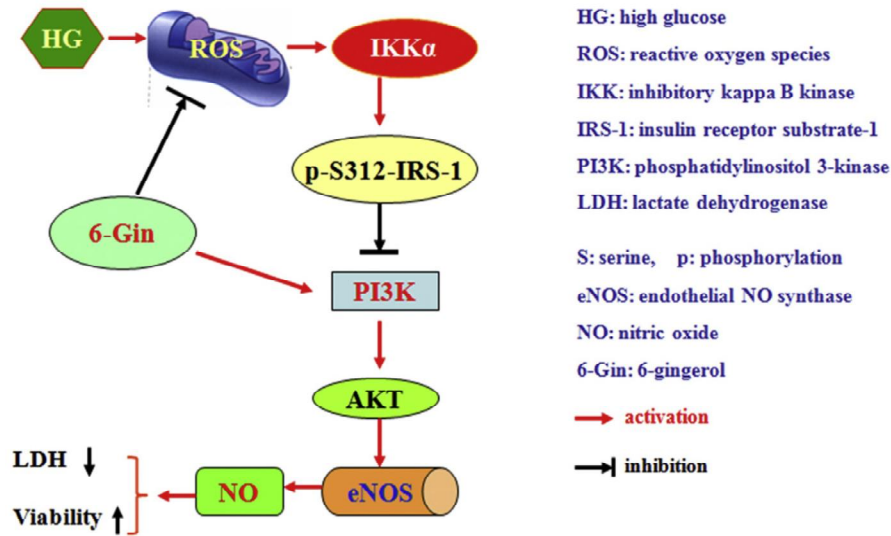 HG
ROS
IKKα
p-S312-IRS-1
6-Gin
PI3K
AKT
eNOS
NO
LDH
Viability
HG: high glucose
ROS: reactive oxygen species
IKK: inhibitory kappa B kinase
IRS-1: insulin receptor substrate-1
PI3K: phosphatidylinositol 3-kinase
LDH: lactate dehydrogenase
S: serine, p: phosphorylation
eNOS: endothelial NO synthase
NO: nitric oxide
6-Gin: 6-gingerol
activation
inhibition